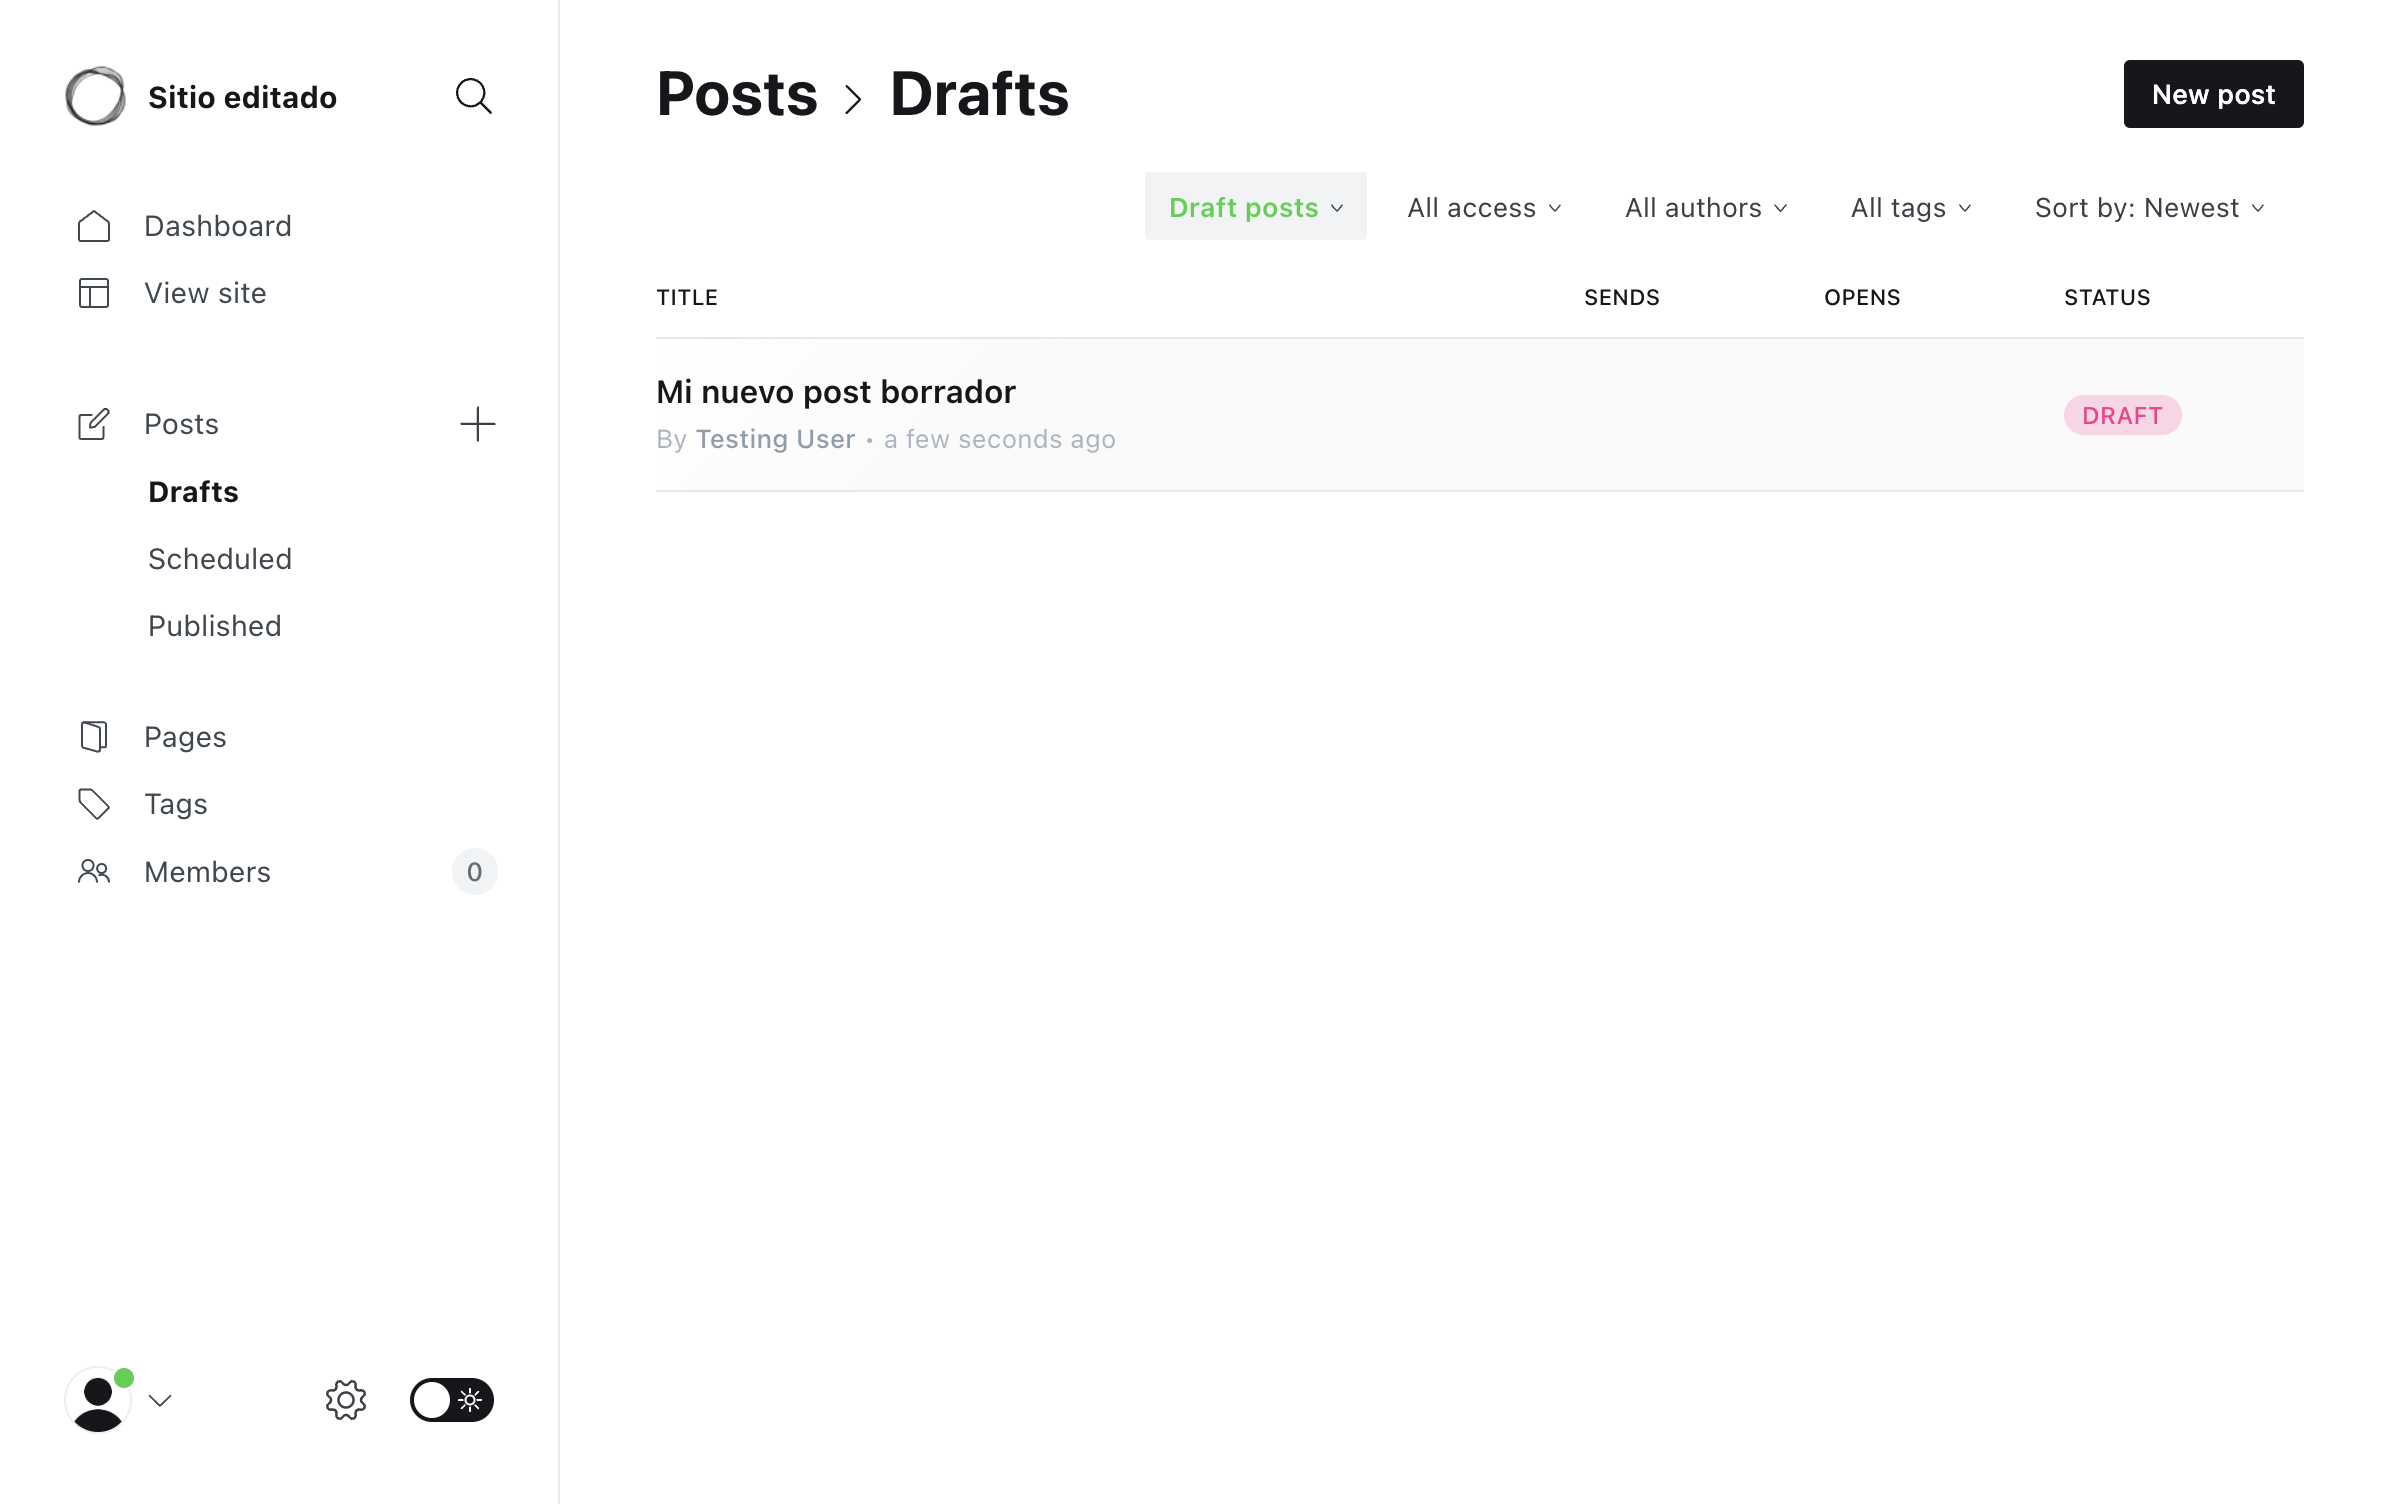 Sitio editado
Dashboard
View site
Posts
Drafts
Scheduled
Published
Pages
Tags
Members 0
Posts > Drafts
New post
Draft posts All access All authors All tags Sort by: Newest
TITLE SENDS OPENS STATUS
Mi nuevo post borrador
By Testing User • a few seconds ago
DRAFT